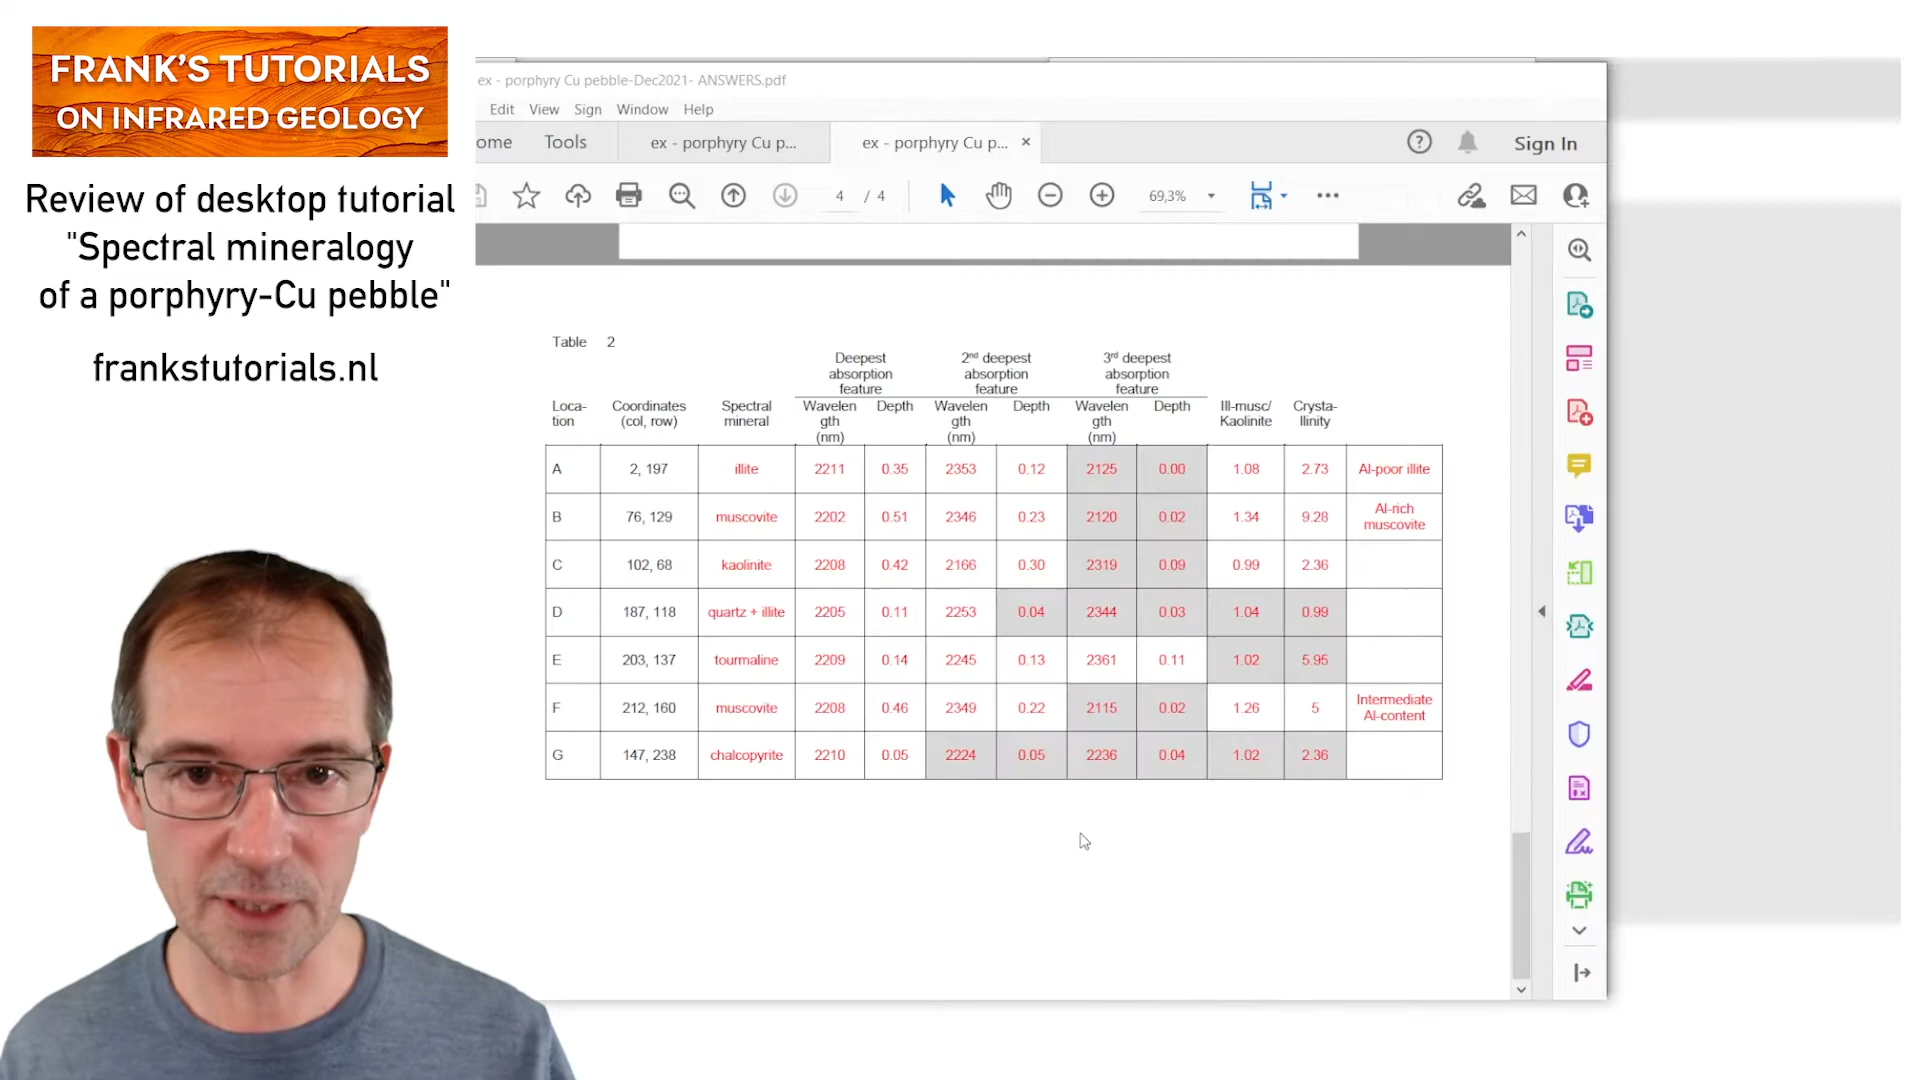 FRANK'S TUTORIALS
ON INFRARED GEOLOGY
Review of desktop tutorial
"Spectral mineralogy
of a porphyry-Cu pebble"
frankstutorials.nl
ex - porphyry Cu pebble-Dec2021- ANSWERS.pdf
Edit View Sign Window Help
ome Tools ex - porphyry Cu p... ex - porphyry Cu p... × Sign In
4 / 4 69,3%
Table 2
Deepest absorption feature 2nd deepest absorption feature 3rd deepest absorption feature
Loca-tion Coordinates (col, row) Spectral mineral Wavelen gth (nm) Depth Wavelen gth (nm) Depth Wavelen gth (nm) Depth Ill-musc/ Kaolinite Crysta-llinity
A 2, 197 illite 2211 0.35 2353 0.12 2125 0.00 1.08 2.73 Al-poor illite
B 76, 129 muscovite 2202 0.51 2346 0.23 2120 0.02 1.34 9.28 Al-rich muscovite
C 102, 68 kaolinite 2208 0.42 2166 0.30 2319 0.09 0.99 2.36
D 187, 118 quartz + illite 2205 0.11 2253 0.04 2344 0.03 1.04 0.99
E 203, 137 tourmaline 2209 0.14 2245 0.13 2361 0.11 1.02 5.95
F 212, 160 muscovite 2208 0.46 2349 0.22 2115 0.02 1.26 5 Intermediate Al-content
G 147, 238 chalcopyrite 2210 0.05 2224 0.05 2236 0.04 1.02 2.36